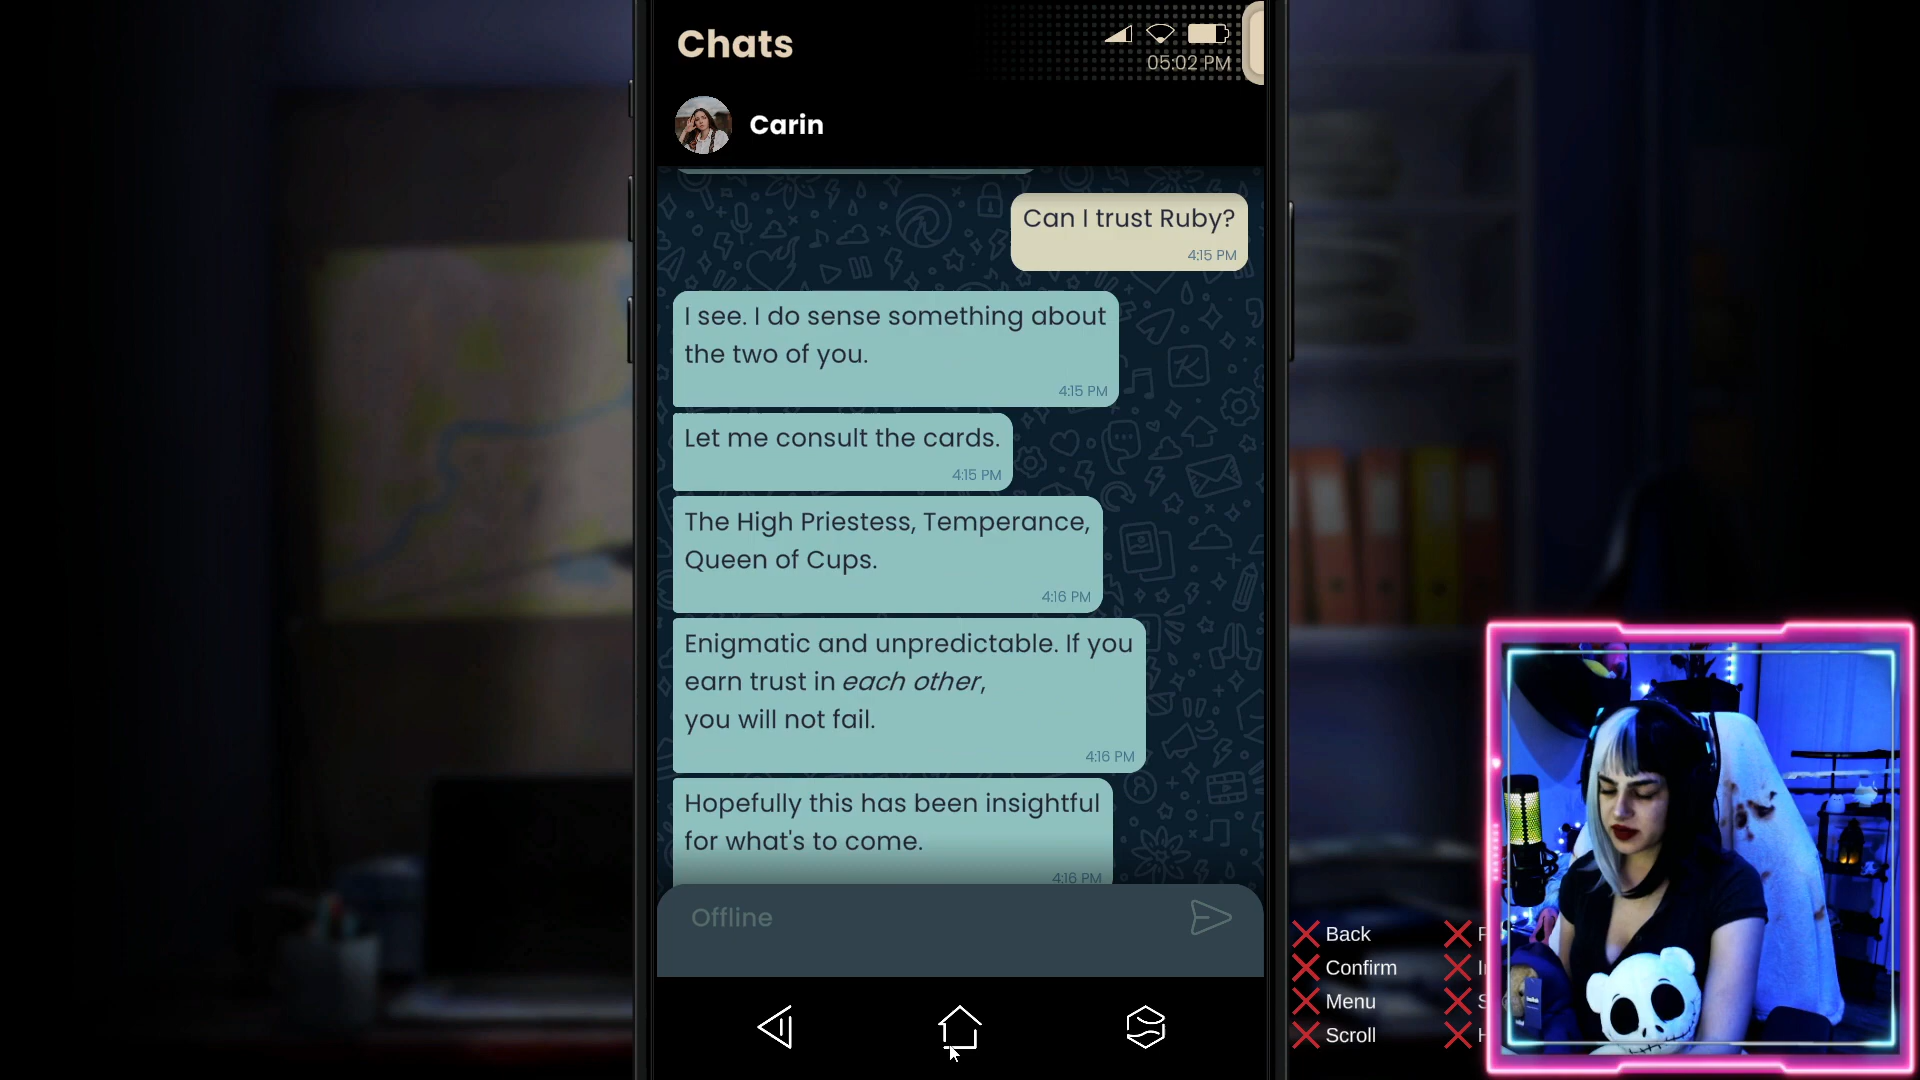 Chats
05:02 PM
Carin
Can I trust Ruby?
4:15 PM
I see. I do sense something about
the two of you.
4:15 PM
Let me consult the cards.
4:15 PM
The High Priestess, Temperance,
Queen of Cups.
4:16 PM
Enigmatic and unpredictable. If you
earn trust in each other,
you will not fail.
4:16 PM
Hopefully this has been insightful
for what's to come.
4:16 PM
Offline
Back
Confirm
Menu
Scroll